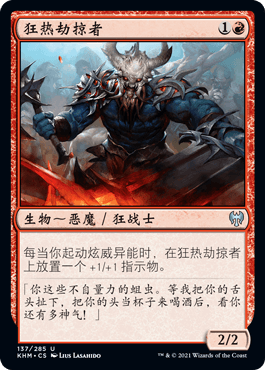 狂热劫掠者 1
生物～恶魔／狂战士
每当你起动炫威异能时，在狂热劫掠者
上放置一个 +1/+1 指示物。
「你这些不自量力的蛆虫。等我把你的舌
头扯下，把你的头当杯子来喝酒后，看你
还有多神气！」
2/2
137/285 U
KHM • CS LIUS LASAHIDO
™ & © 2021 Wizards of the Coast